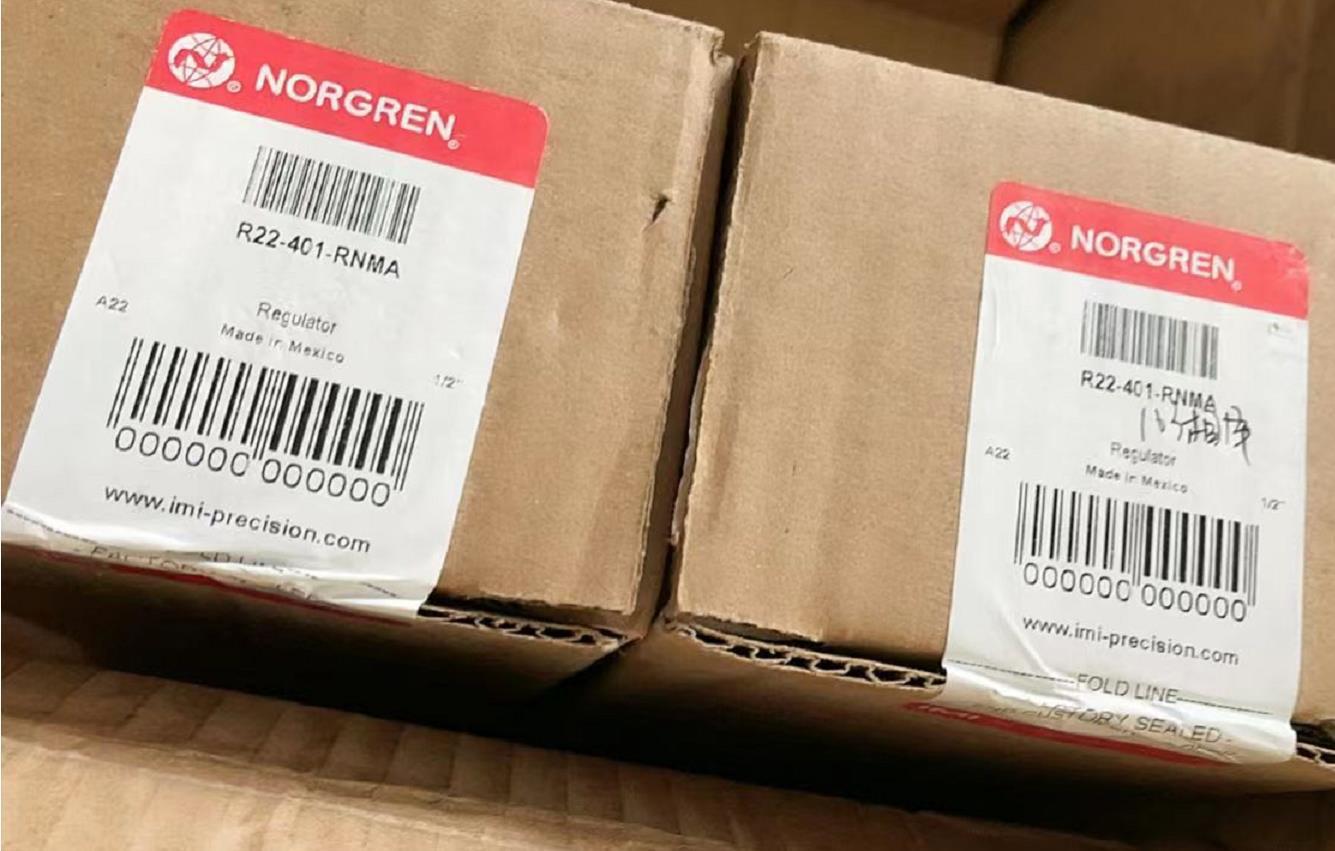 NORGREN®
R22-401-RNMA
A22
Regulator
Made in Mexico
1/2"
000000 000000
www.imi-precision.com
NORGREN®
R22-401-RNMA
Regulator
A22
Made in Mexico
1/2"
000000 000000
www.imi-precision.com
FOLD LINE
SEALED